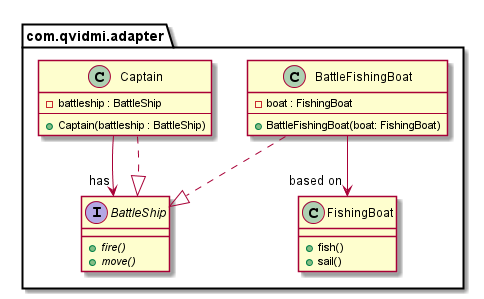 com.qvidmi.adapter
C Captain
battleship : BattleShip
Captain(battleship : BattleShip)
C BattleFishingBoat
boat : FishingBoat
BattleFishingBoat(boat: FishingBoat)
has
based on
I BattleShip
fire()
move()
C FishingBoat
fish()
sail()